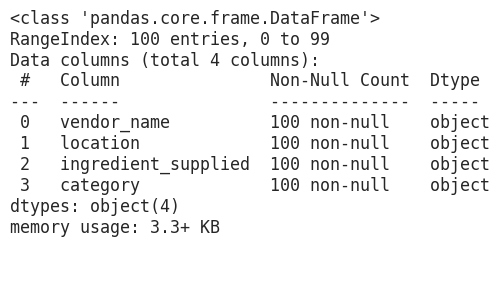 <class 'pandas.core.frame.DataFrame'>
RangeIndex: 100 entries, 0 to 99
Data columns (total 4 columns):
 #   Column               Non-Null Count  Dtype
---  ------               --------------  -----
 0   vendor_name          100 non-null    object
 1   location             100 non-null    object
 2   ingredient_supplied  100 non-null    object
 3   category             100 non-null    object
dtypes: object(4)
memory usage: 3.3+ KB